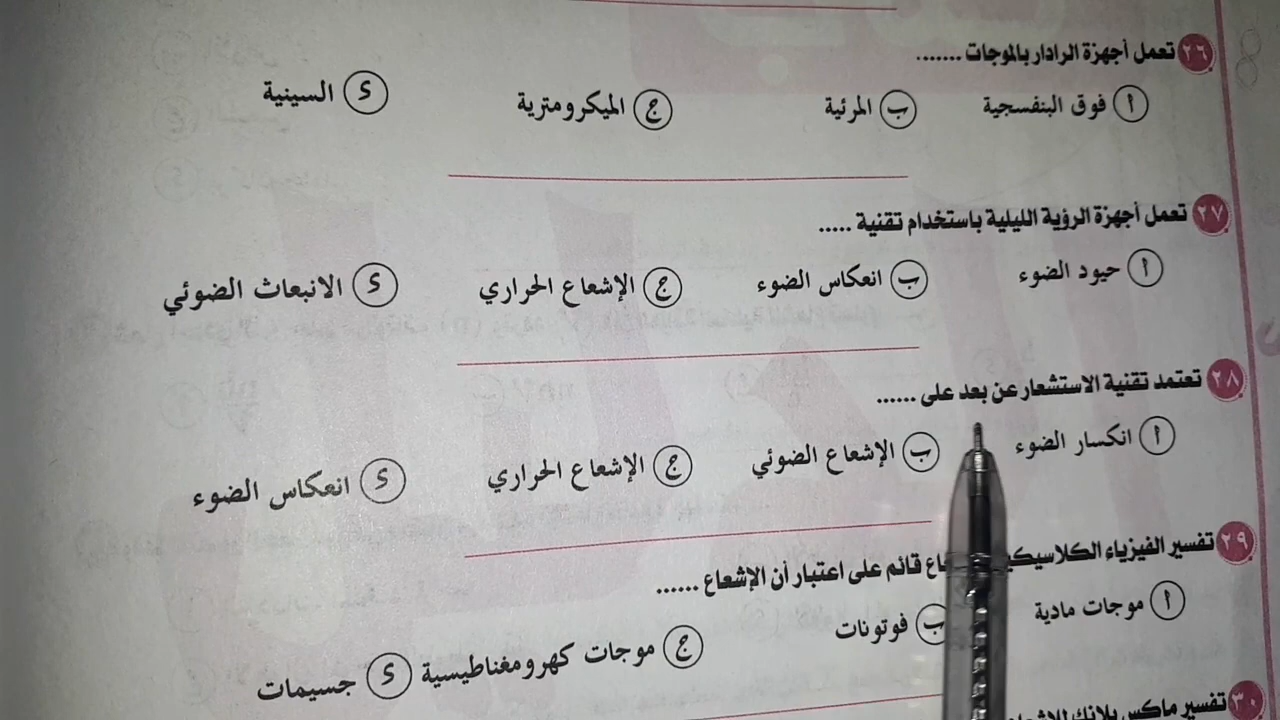 ٢٦ تعمل أجهزة الرادار بالموجات .......
أ فوق البنفسجية ب المرئية ج الميكرومترية د السينية
٢٧ تعمل أجهزة الرؤية الليلية باستخدام تقنية .....
أ حيود الضوء ب انعكاس الضوء ج الإشعاع الحراري د الانبعاث الضوئي
٢٨ تعتمد تقنية الاستشعار عن بعد على ......
أ انكسار الضوء ب الإشعاع الضوئي ج الإشعاع الحراري د انعكاس الضوء
٢٩ تفسير الفيزياء الكلاسيكية قائم على اعتبار أن الإشعاع ......
أ موجات مادية ب فوتونات ج موجات كهرومغناطيسية د جسيمات
٣٠ تفسير ماكس بلانك